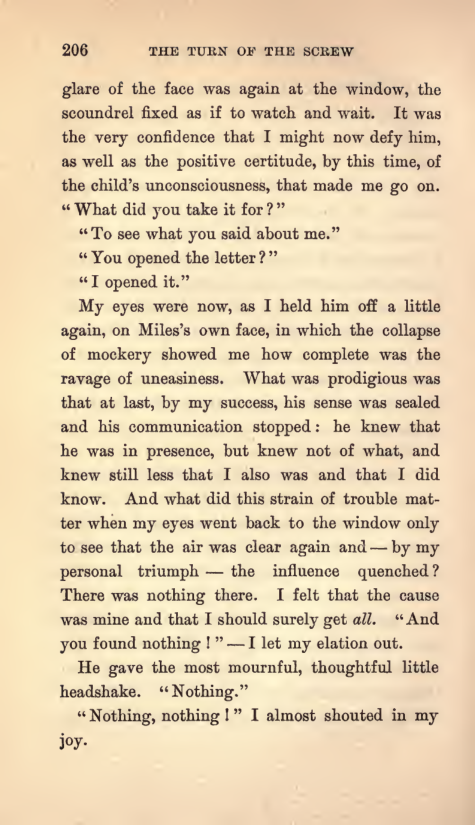 206 THE TURN OF THE SCREW
glare of the face was again at the window, the
scoundrel fixed as if to watch and wait. It was
the very confidence that I might now defy him,
as well as the positive certitude, by this time, of
the child's unconsciousness, that made me go on.
“What did you take it for?”
“To see what you said about me.”
“You opened the letter?”
“I opened it.”
My eyes were now, as I held him off a little
again, on Miles's own face, in which the collapse
of mockery showed me how complete was the
ravage of uneasiness. What was prodigious was
that at last, by my success, his sense was sealed
and his communication stopped: he knew that
he was in presence, but knew not of what, and
knew still less that I also was and that I did
know. And what did this strain of trouble mat-
ter when my eyes went back to the window only
to see that the air was clear again and — by my
personal triumph — the influence quenched?
There was nothing there. I felt that the cause
was mine and that I should surely get all. “And
you found nothing!” — I let my elation out.
He gave the most mournful, thoughtful little
headshake. “Nothing.”
“Nothing, nothing!” I almost shouted in my
joy.